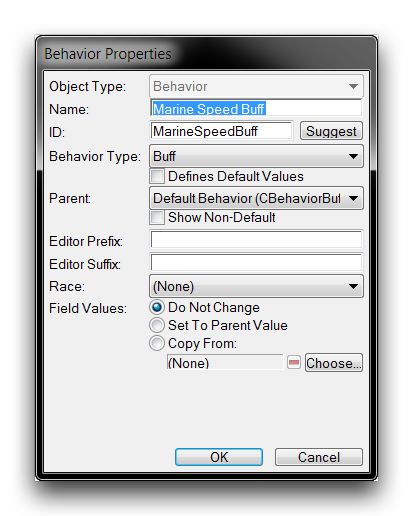 Behavior Properties
Object Type: Behavior
Name: Marine Speed Buff
ID: MarineSpeedBuff Suggest
Behavior Type: Buff
Defines Default Values
Parent: Default Behavior (CBehaviorBuf
Show Non-Default
Editor Prefix:
Editor Suffix:
Race: (None)
Field Values: Do Not Change
Set To Parent Value
Copy From:
(None) Choose...
OK Cancel